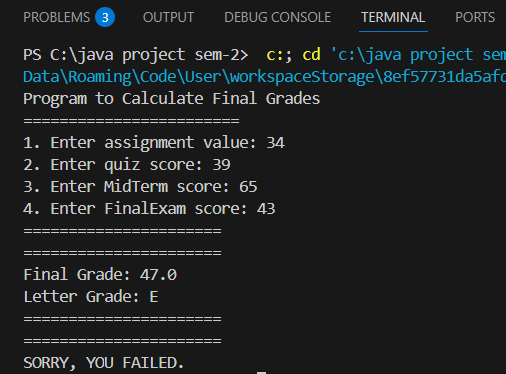 PROBLEMS 3 OUTPUT DEBUG CONSOLE TERMINAL PORTS
PS C:\java project sem-2> c:; cd 'c:\java project sem
Data\Roaming\Code\User\workspaceStorage\8ef57731da5afc
Program to Calculate Final Grades
========================
1. Enter assignment value: 34
2. Enter quiz score: 39
3. Enter MidTerm score: 65
4. Enter FinalExam score: 43
======================
======================
Final Grade: 47.0
Letter Grade: E
======================
======================
SORRY, YOU FAILED.